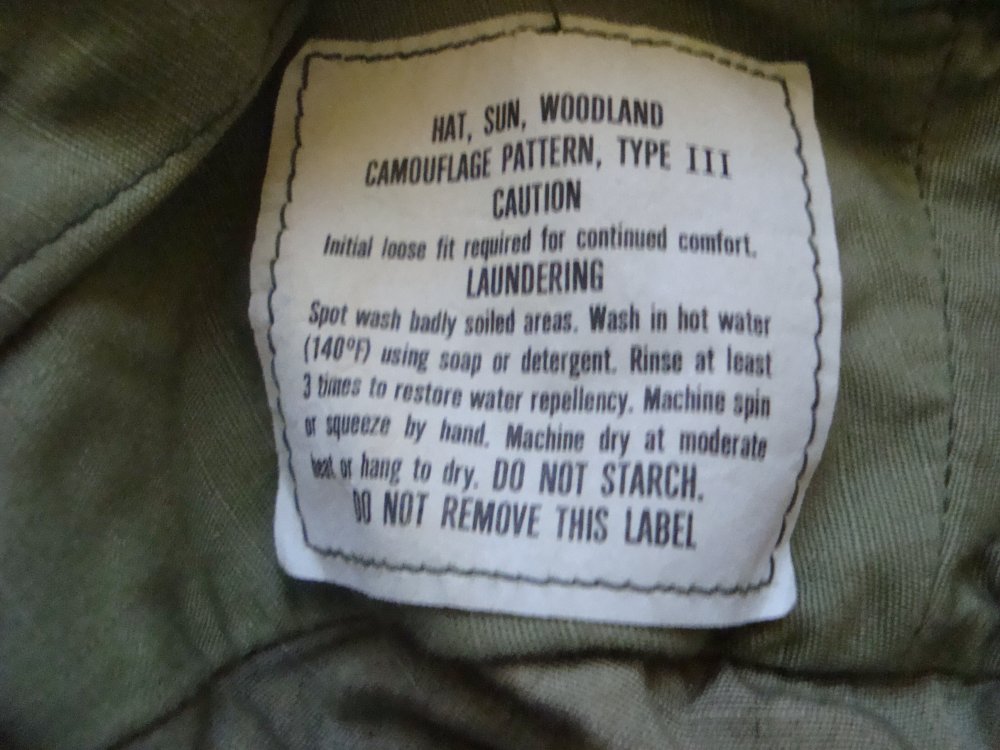 HAT, SUN, WOODLAND
CAMOUFLAGE PATTERN, TYPE III
CAUTION
Initial loose fit required for continued comfort.
LAUNDERING
Spot wash badly soiled areas. Wash in hot water
(140°F) using soap or detergent. Rinse at least
3 times to restore water repellency. Machine spin
or squeeze by hand. Machine dry at moderate
heat or hang to dry. DO NOT STARCH.
DO NOT REMOVE THIS LABEL